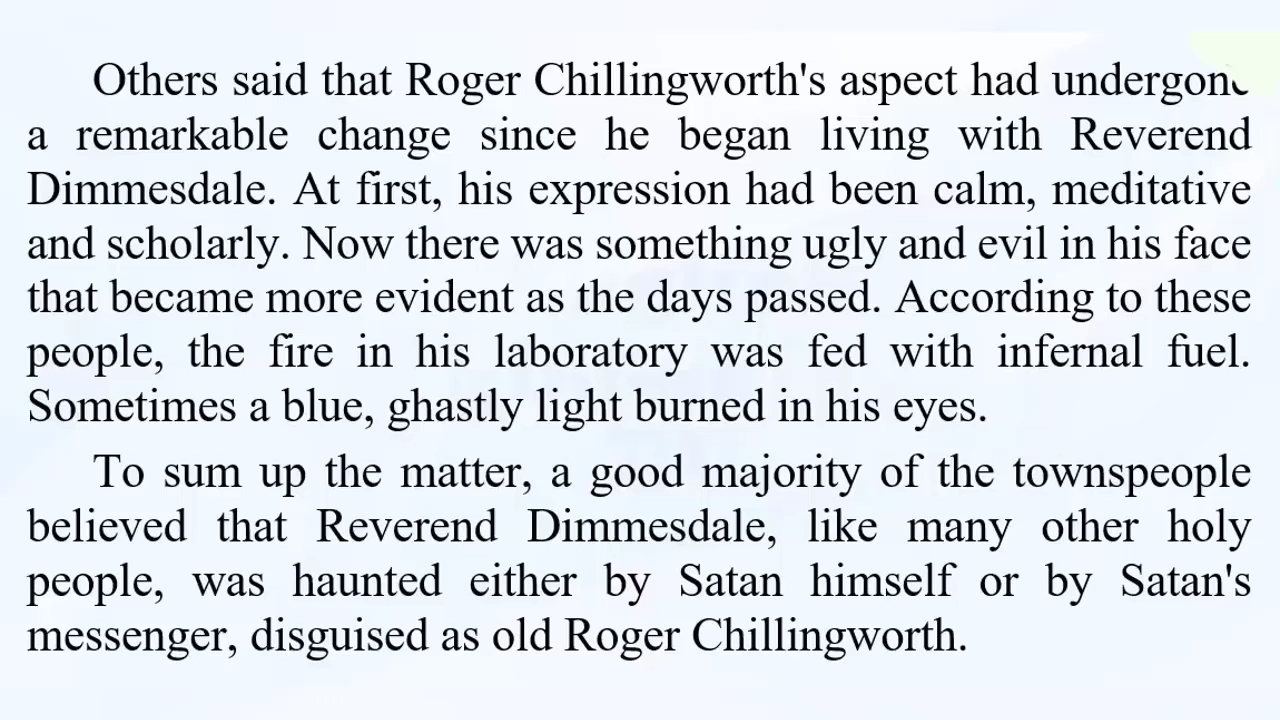 Others said that Roger Chillingworth's aspect had undergone
a remarkable change since he began living with Reverend
Dimmesdale. At first, his expression had been calm, meditative
and scholarly. Now there was something ugly and evil in his face
that became more evident as the days passed. According to these
people, the fire in his laboratory was fed with infernal fuel.
Sometimes a blue, ghastly light burned in his eyes.
To sum up the matter, a good majority of the townspeople
believed that Reverend Dimmesdale, like many other holy
people, was haunted either by Satan himself or by Satan's
messenger, disguised as old Roger Chillingworth.